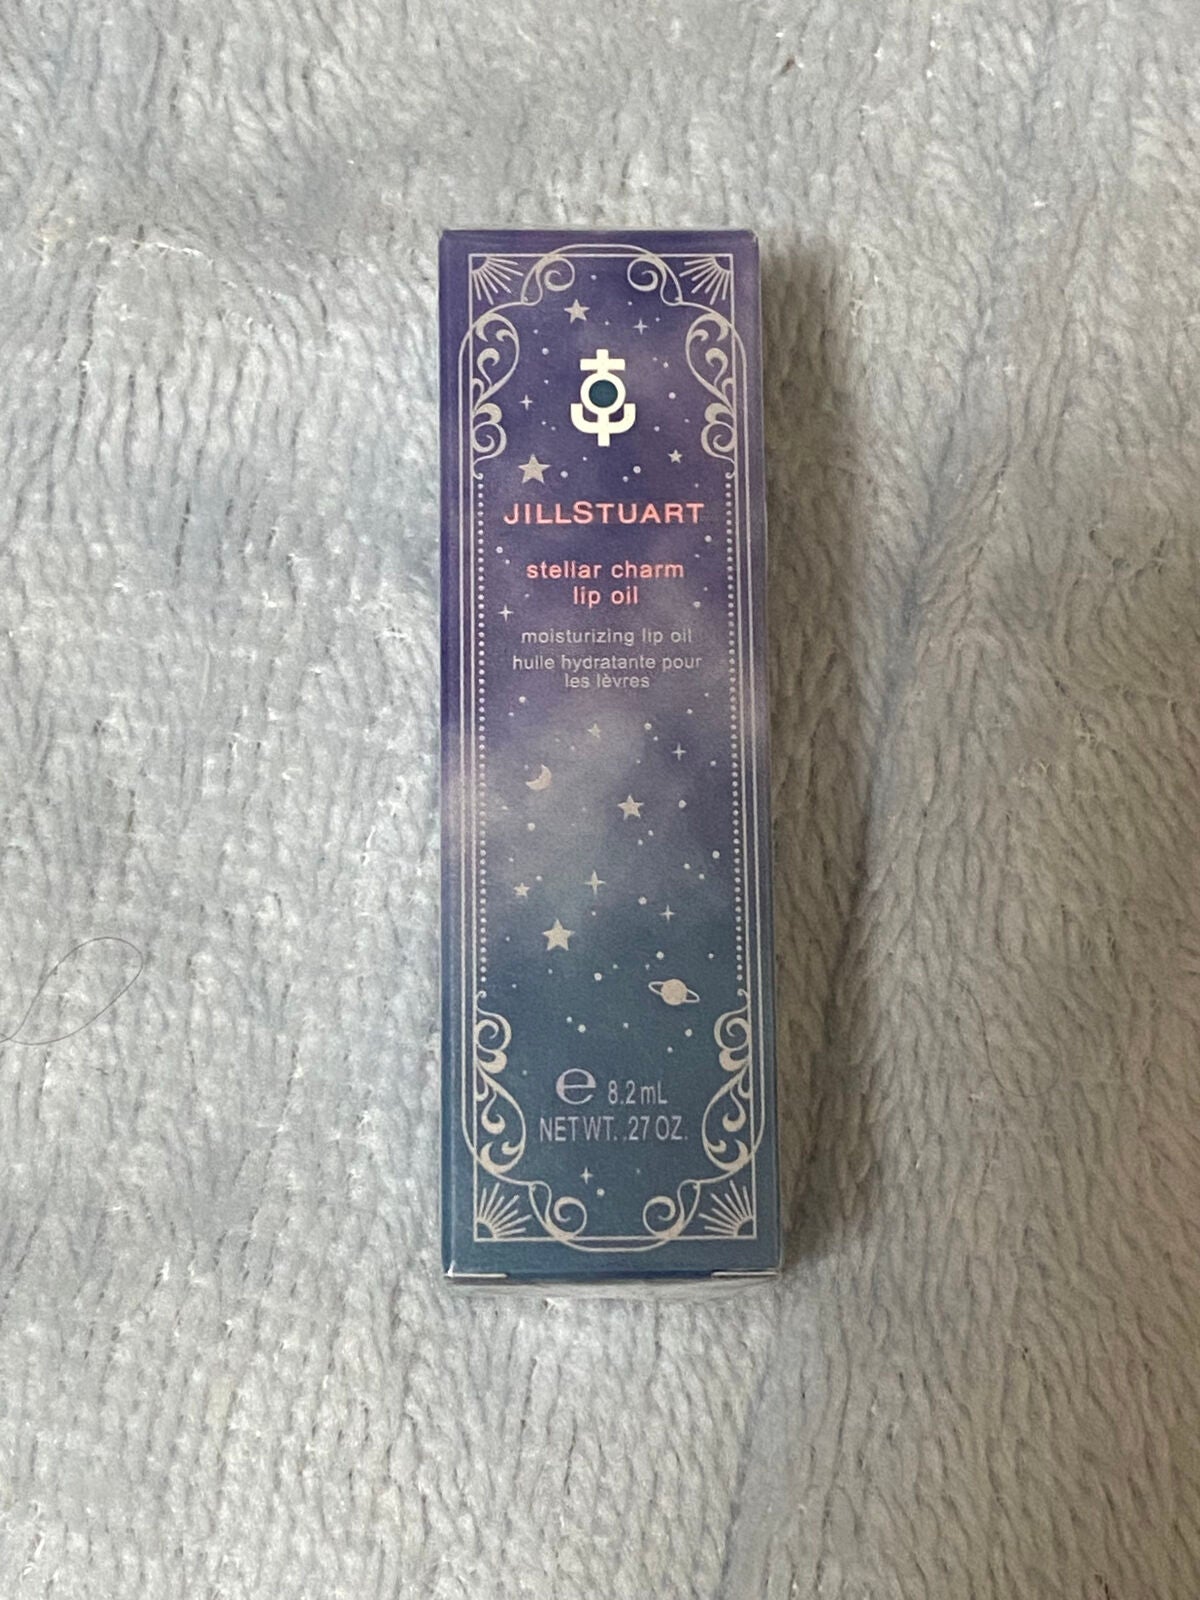 JILLSTUART
stellar charm
lip oil
moisturizing lip oil
huile hydratante pour
les lèvres
e 8.2mL
NET WT. .27 OZ.